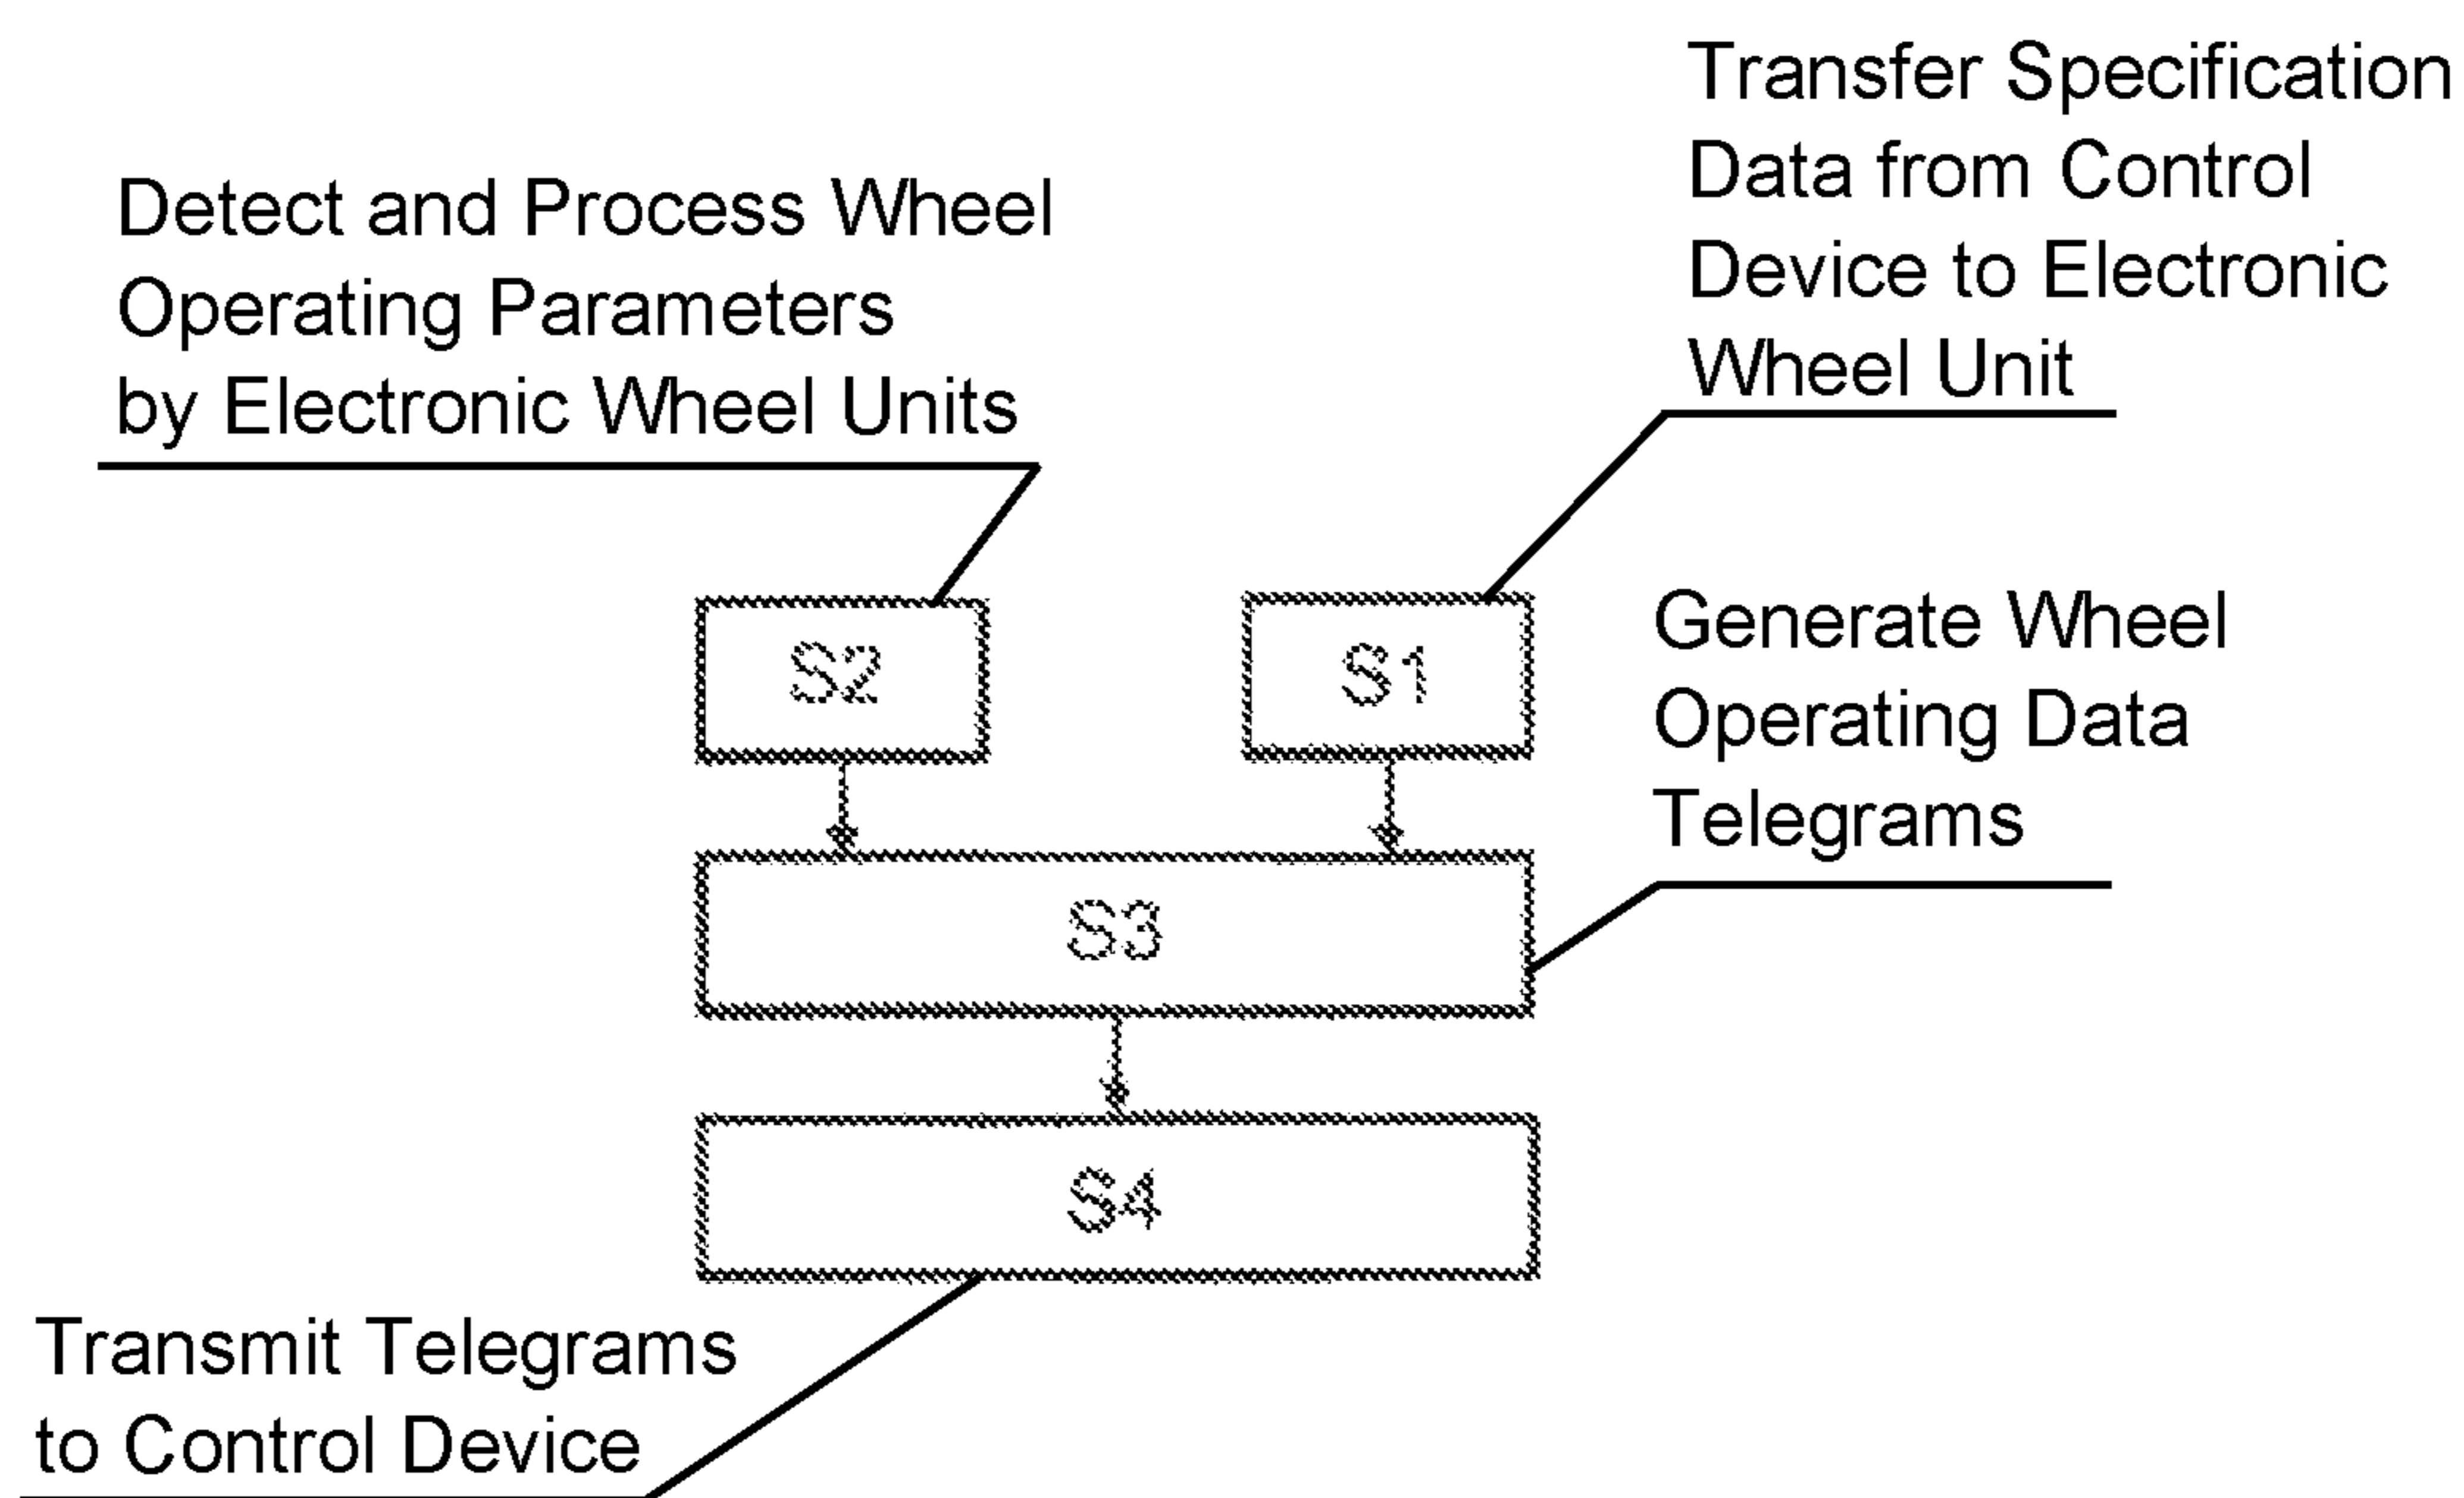 Transfer Specification
Data from Control
Device to Electronic
Wheel Unit
Detect and Process Wheel
Operating Parameters
by Electronic Wheel Units
S2
S1
Generate Wheel
Operating Data
Telegrams
S3
S4
Transmit Telegrams
to Control Device